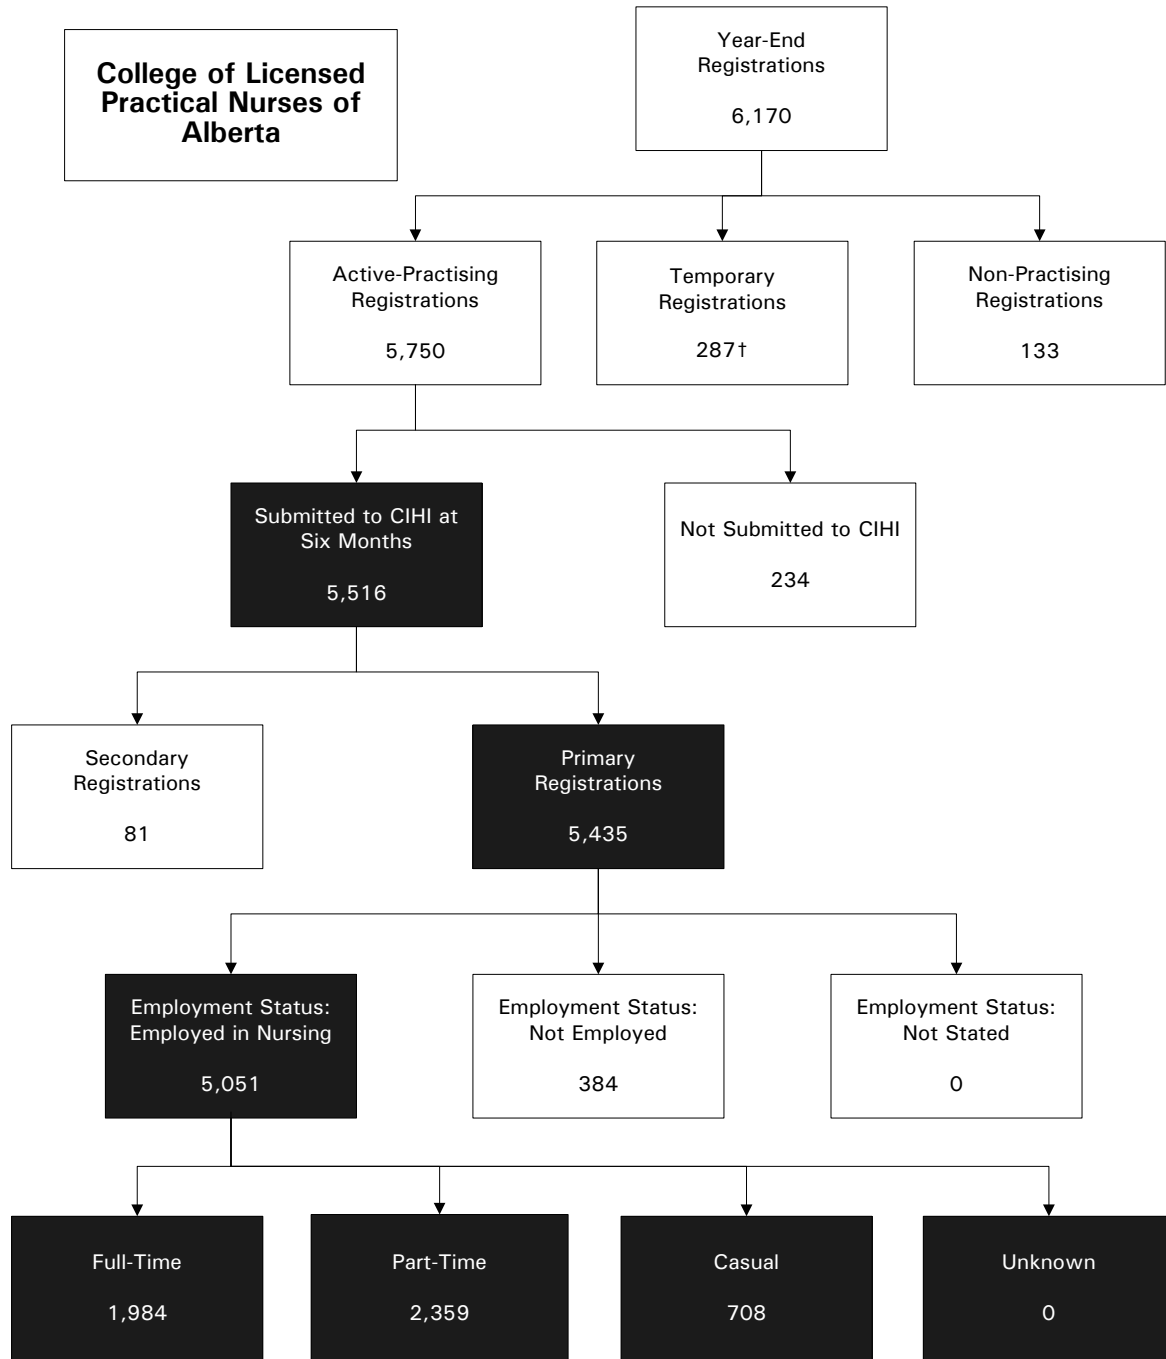 College of Licensed
Practical Nurses of
Alberta
Year-End
Registrations
6,170
Active-Practising
Registrations
5,750
Temporary
Registrations
287†
Non-Practising
Registrations
133
Submitted to CIHI at
Six Months
5,516
Not Submitted to CIHI
234
Secondary
Registrations
81
Primary
Registrations
5,435
Employment Status:
Employed in Nursing
5,051
Employment Status:
Not Employed
384
Employment Status:
Not Stated
0
Full-Time
1,984
Part-Time
2,359
Casual
708
Unknown
0